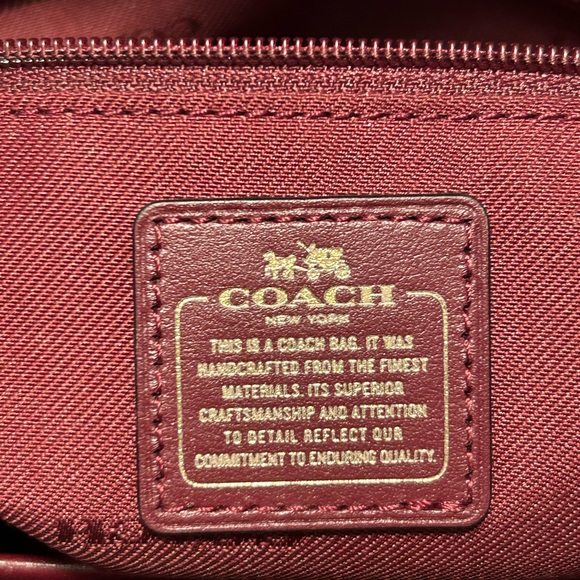 COACH
NEW YORK
THIS IS A COACH BAG. IT WAS
HANDCRAFTED FROM THE FINEST
MATERIALS. ITS SUPERIOR
CRAFTSMANSHIP AND ATTENTION
TO DETAIL REFLECT OUR
COMMITMENT TO ENDURING QUALITY.